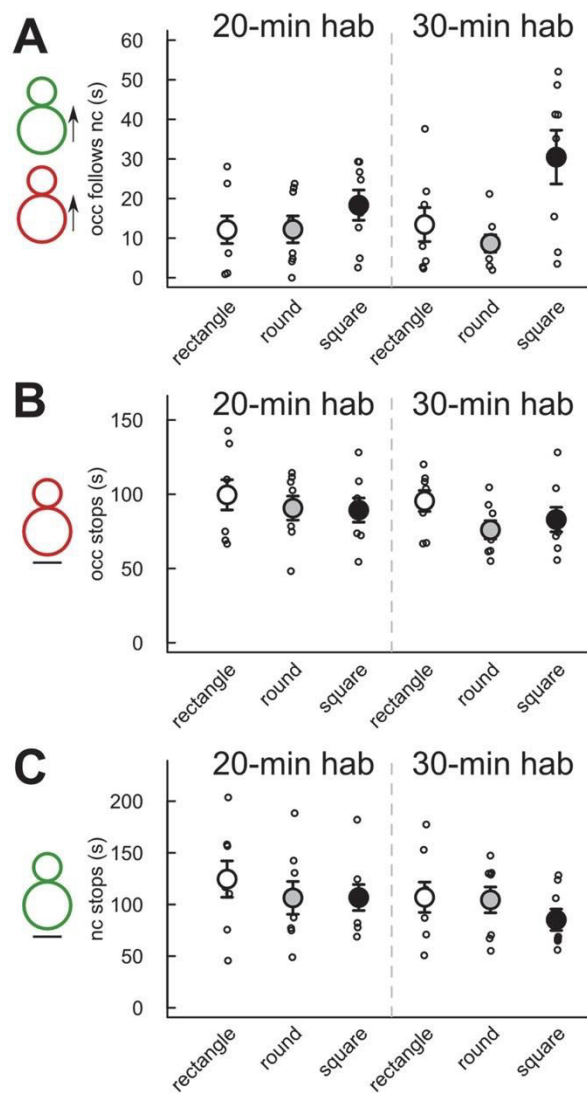 A
20-min hab
30-min hab
occ follows nc (s)
60
50
40
30
20
10
0
rectangle
round
square
rectangle
round
square
B
20-min hab
30-min hab
occ stops (s)
150
100
50
0
rectangle
round
square
rectangle
round
square
C
20-min hab
30-min hab
nc stops (s)
200
150
100
50
0
rectangle
round
square
rectangle
round
square